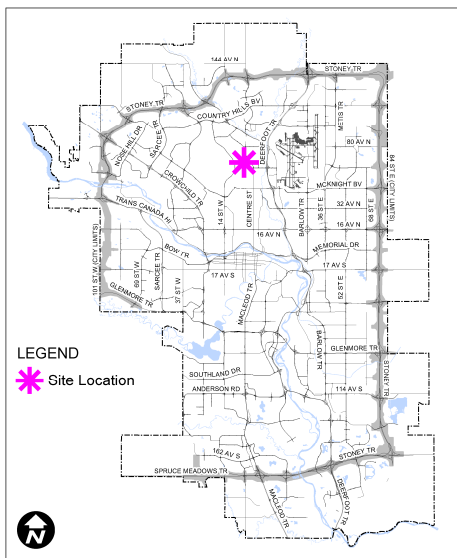 144 AV N
STONEY TR
STONEY TR
COUNTRY HILLS BV
METIS TR
NOSE HILL DR
SARCEE TR
DEERFOOT TR
80 AV N
CROWCHILD TR
MCKNIGHT BV
84 ST E (CITY LIMITS)
TRANS CANADA HI
14 ST W
CENTRE ST
BARLOW TR
36 ST E
32 AV N
68 ST E
16 AV N
16 AV N
101 ST W (CITY LIMITS)
BOW TR
MEMORIAL DR
69 ST W
SARCEE TR
37 ST W
17 AV S
17 AV S
GLENMORE TR
MACLEOD TR
52 ST E
BARLOW TR
LEGEND
Site Location
GLENMORE TR
SOUTHLAND DR
STONEY TR
ANDERSON RD
114 AV S
162 AV S
STONEY TR
SPRUCE MEADOWS TR
MACLEOD TR
DEERFOOT TR
N